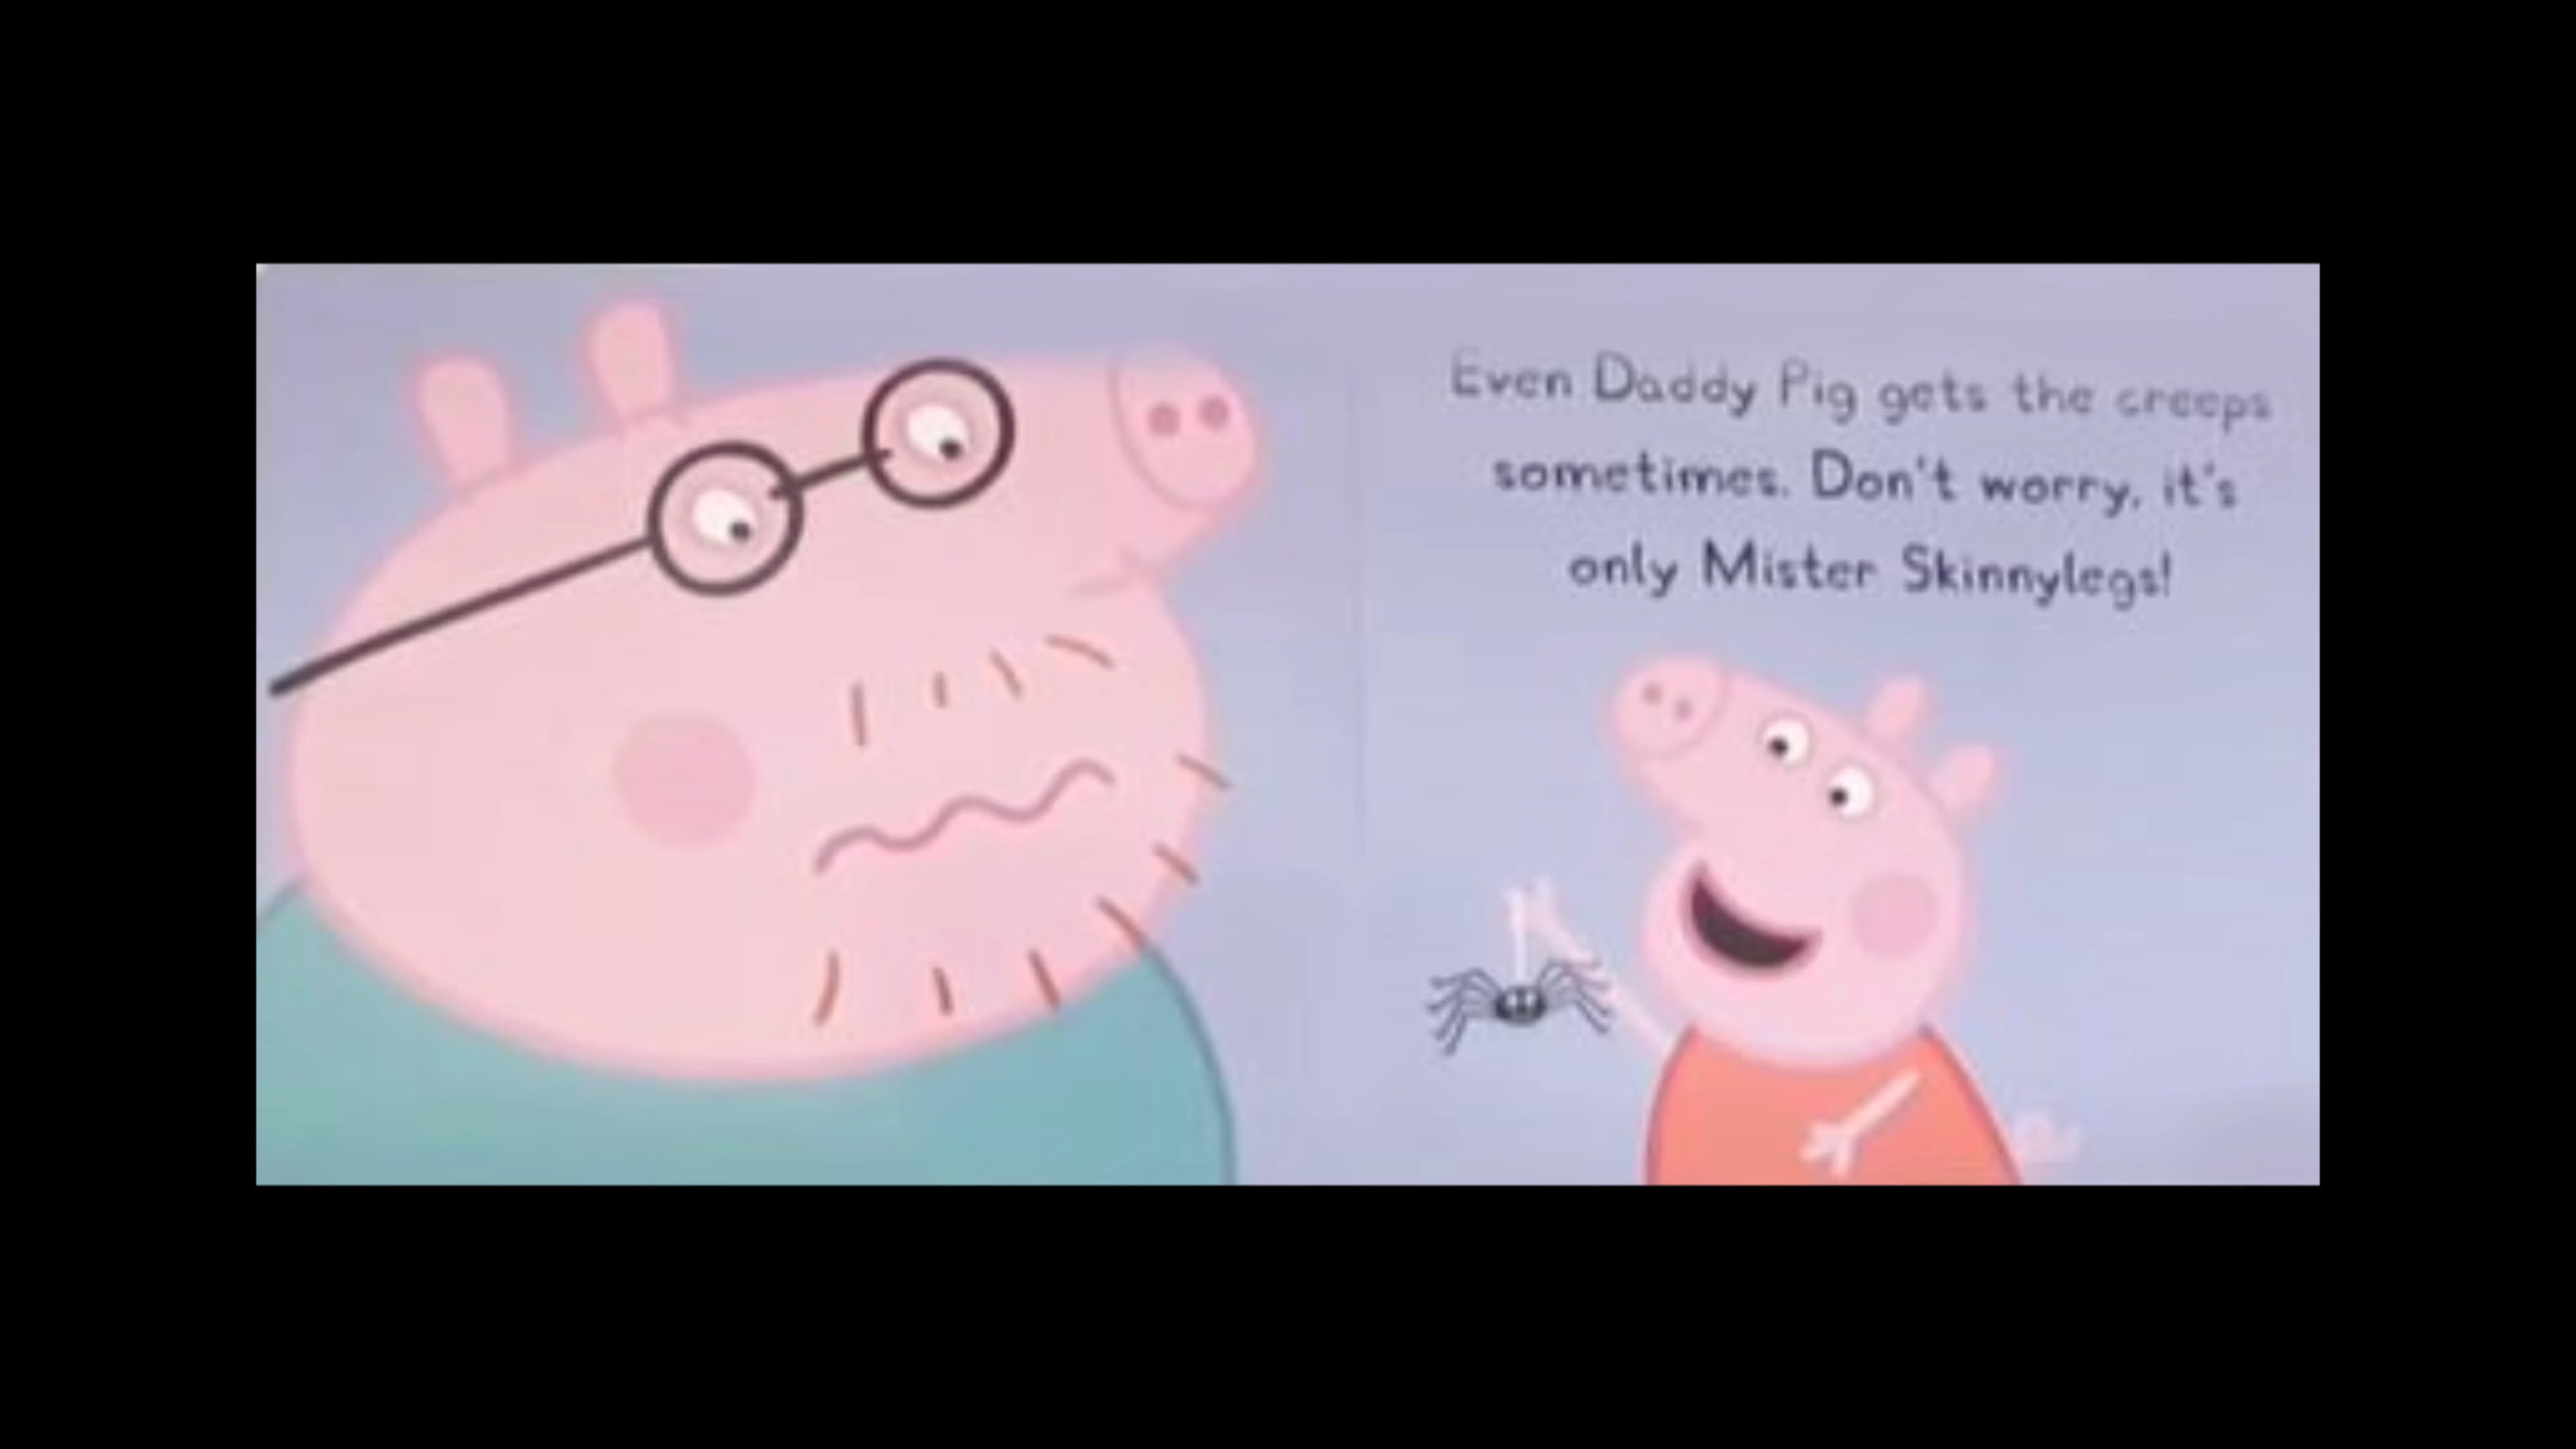 Even Daddy Pig gets the creeps
sometimes. Don't worry, it's
only Mister Skinnylegs!